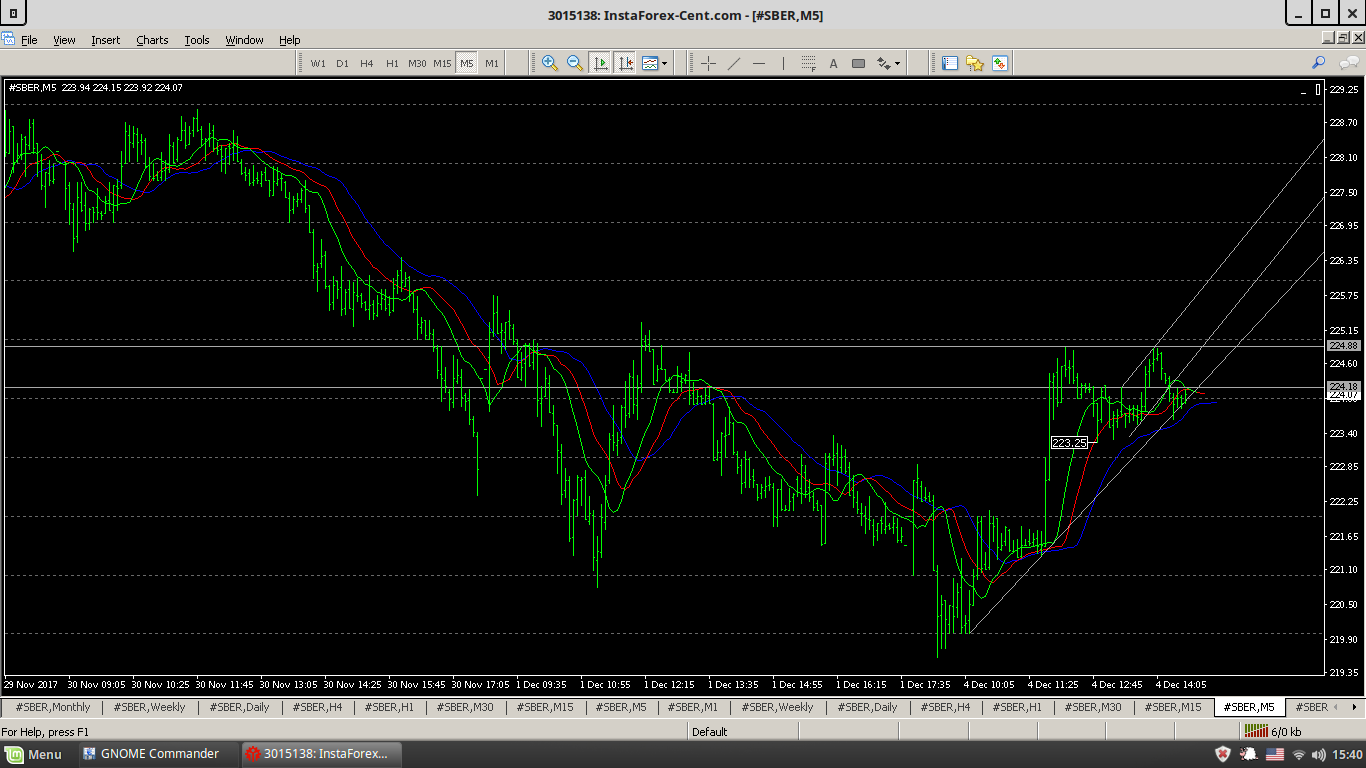 3015138: InstaForex-Cent.com - [#SBER,M5]
File View Insert Charts Tools Window Help
W1 D1 H4 H1 M30 M15 M5 M1 A
#SBER,M5 223.94 224.15 223.92 224.07
229.25
228.70
228.10
227.50
226.95
226.35
225.75
225.15
224.88
224.60
224.18
224.07
223.40
223.25
222.85
222.25
221.65
221.10
220.50
219.90
219.35
29 Nov 2017 30 Nov 09:05 30 Nov 10:25 30 Nov 11:45 30 Nov 13:05 30 Nov 14:25 30 Nov 15:45 30 Nov 17:05 1 Dec 09:35 1 Dec 10:55 1 Dec 12:15 1 Dec 13:35 1 Dec 14:55 1 Dec 16:15 1 Dec 17:35 4 Dec 10:05 4 Dec 11:25 4 Dec 12:45 4 Dec 14:05
#SBER,Monthly #SBER,Weekly #SBER,Daily #SBER,H4 #SBER,H1 #SBER,M30 #SBER,M15 #SBER,M5 #SBER,M1 #SBER,Weekly #SBER,Daily #SBER,H4 #SBER,H1 #SBER,M30 #SBER,M15 #SBER,M5 #SBER
For Help, press F1 Default 6/0 kb
Menu GNOME Commander 3015138: InstaForex... 15:40